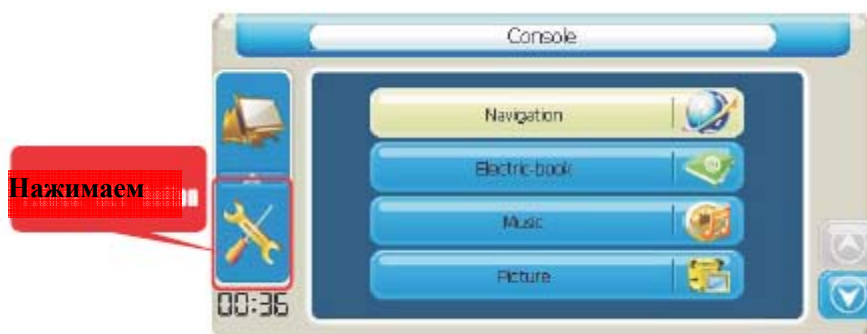 Console
Navigation
Electric-book
Music
Picture
Нажимаем
00:36